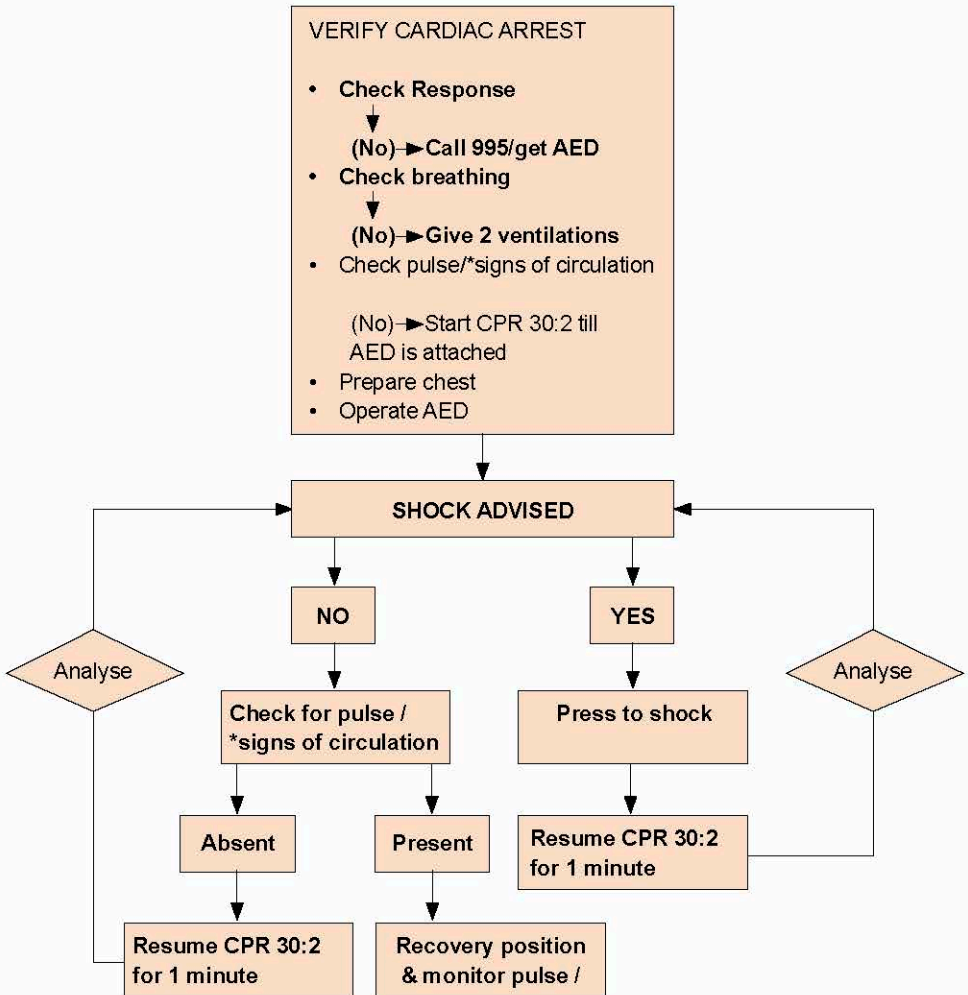 VERIFY CARDIAC ARREST
• Check Response
(No)→Call 995/get AED
• Check breathing
(No)→Give 2 ventilations
• Check pulse/*signs of circulation
(No)→Start CPR 30:2 till
AED is attached
• Prepare chest
• Operate AED
SHOCK ADVISED
NO
YES
Analyse
Analyse
Check for pulse /
*signs of circulation
Press to shock
Absent
Present
Resume CPR 30:2
for 1 minute
Resume CPR 30:2
for 1 minute
Recovery position
& monitor pulse /